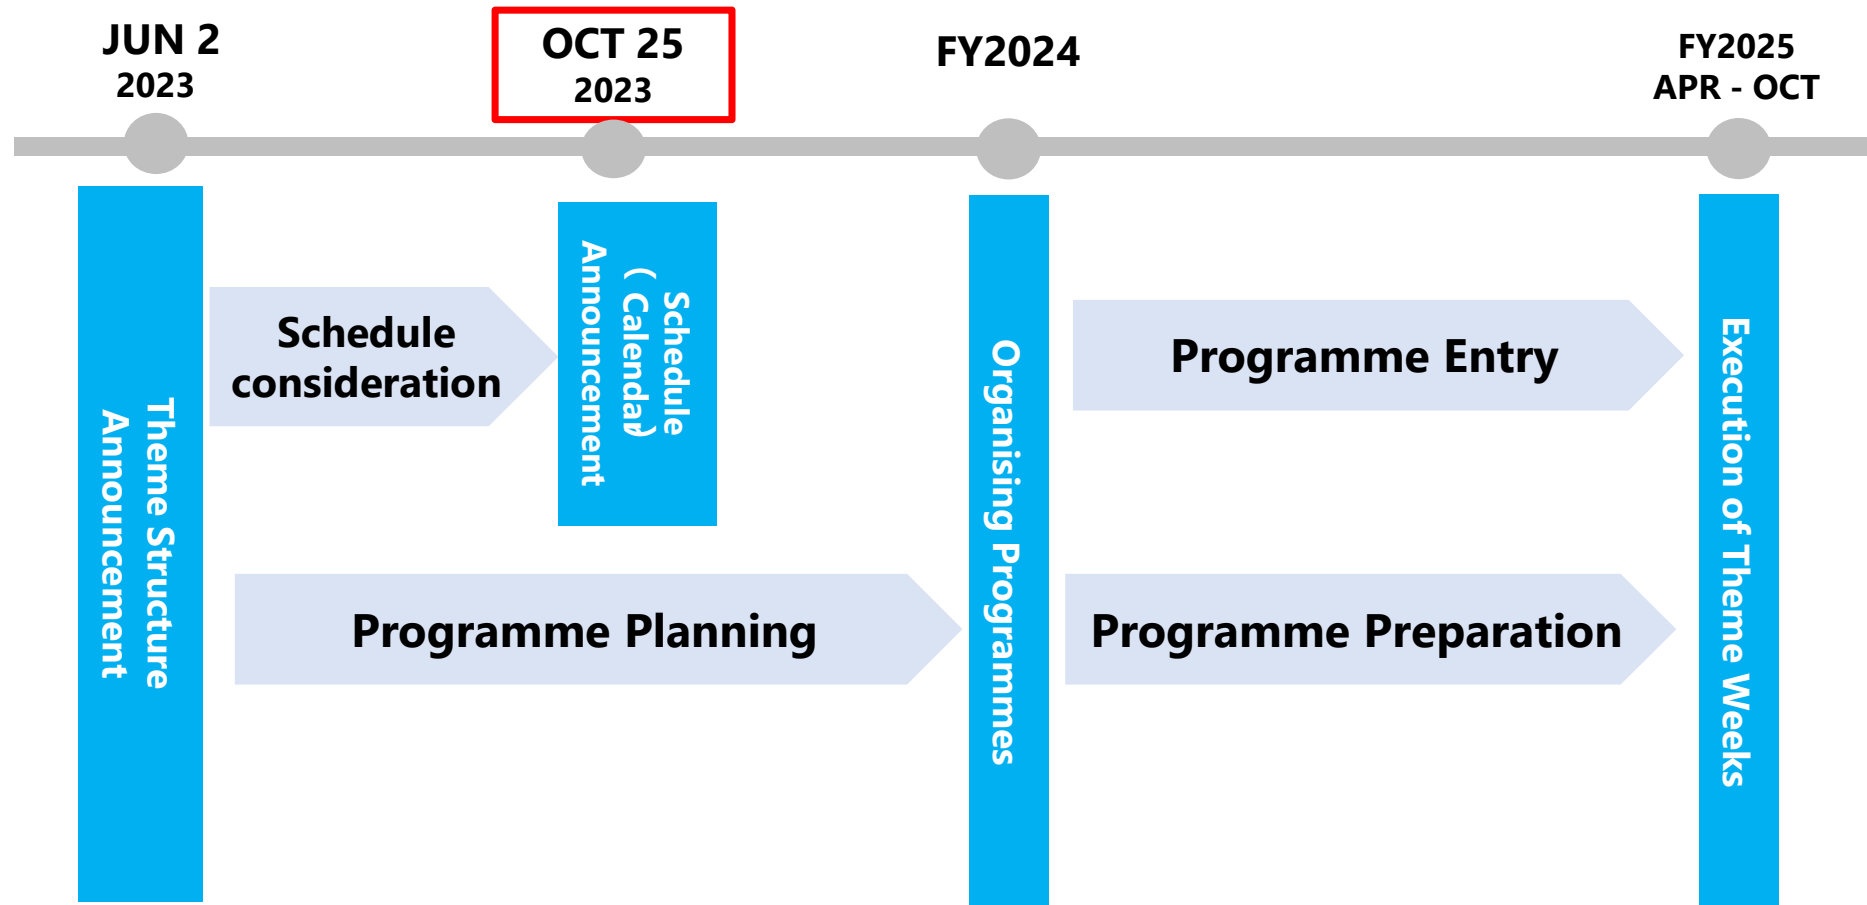 JUN 2
2023
OCT 25
2023
FY2024
FY2025
APR - OCT
Theme Structure
Announcement
Schedule
consideration
Schedule
( Calendar)
Announcement
Programme Planning
Organising Programmes
Programme Entry
Programme Preparation
Execution of Theme Weeks